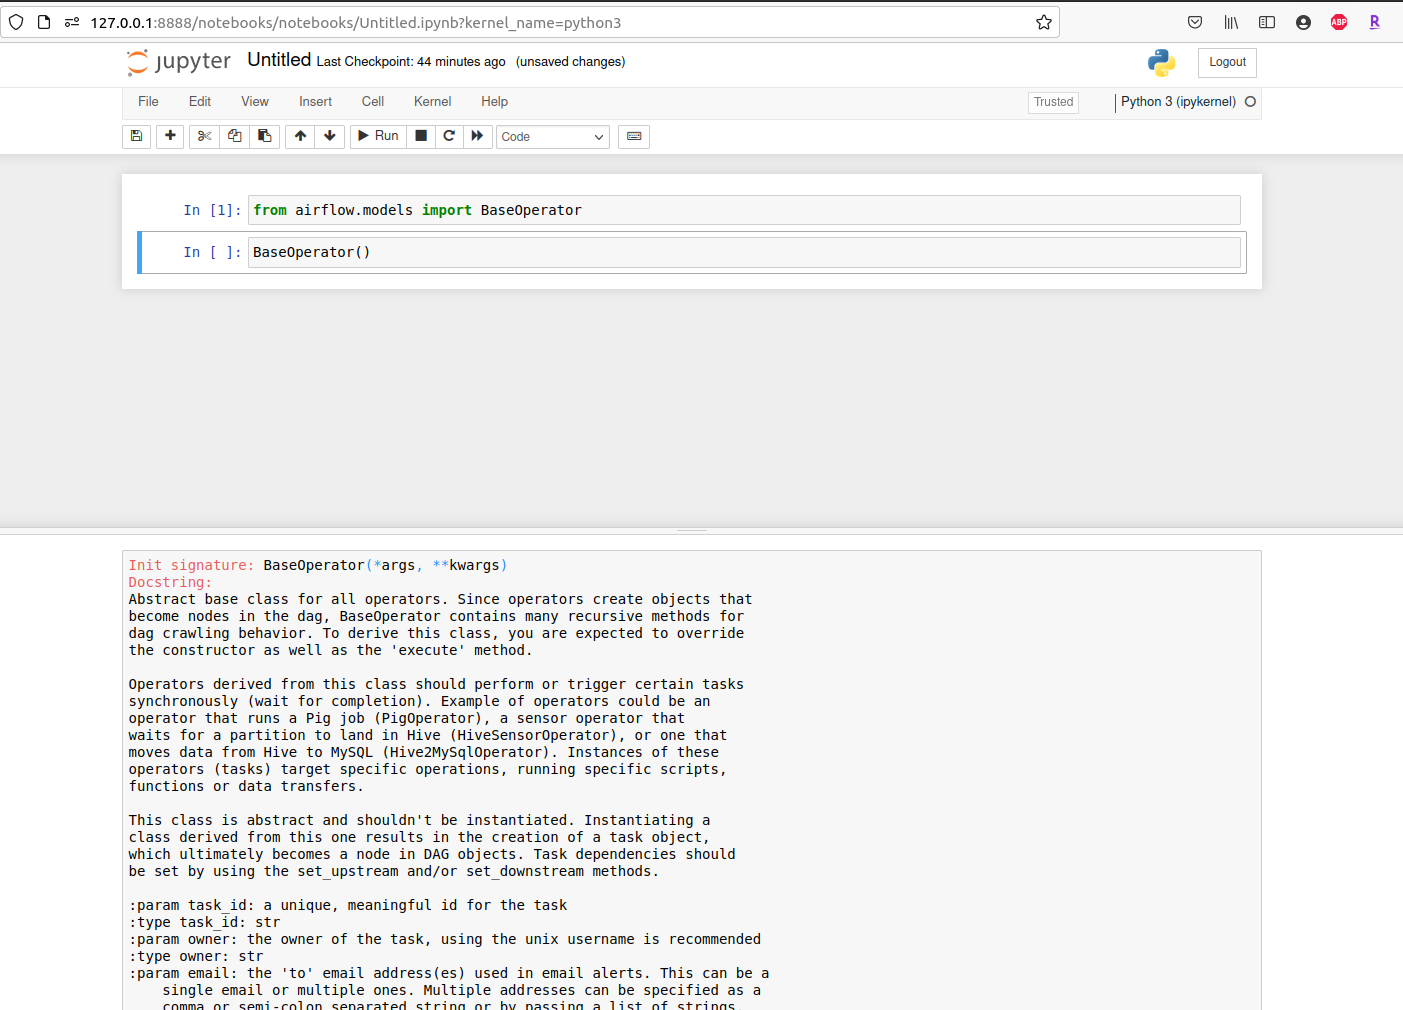 127.0.0.1:8888/notebooks/notebooks/Untitled.ipynb?kernel_name=python3
ABP
R
jupyter Untitled Last Checkpoint: 44 minutes ago (unsaved changes)
Logout
File Edit View Insert Cell Kernel Help
Trusted
Python 3 (ipykernel)
Run
Code
In [1]: from airflow.models import BaseOperator
In [ ]: BaseOperator()
Init signature: BaseOperator(*args, **kwargs)
Docstring:
Abstract base class for all operators. Since operators create objects that
become nodes in the dag, BaseOperator contains many recursive methods for
dag crawling behavior. To derive this class, you are expected to override
the constructor as well as the 'execute' method.
Operators derived from this class should perform or trigger certain tasks
synchronously (wait for completion). Example of operators could be an
operator that runs a Pig job (PigOperator), a sensor operator that
waits for a partition to land in Hive (HiveSensorOperator), or one that
moves data from Hive to MySQL (Hive2MySqlOperator). Instances of these
operators (tasks) target specific operations, running specific scripts,
functions or data transfers.
This class is abstract and shouldn't be instantiated. Instantiating a
class derived from this one results in the creation of a task object,
which ultimately becomes a node in DAG objects. Task dependencies should
be set by using the set_upstream and/or set_downstream methods.
:param task_id: a unique, meaningful id for the task
:type task_id: str
:param owner: the owner of the task, using the unix username is recommended
:type owner: str
:param email: the 'to' email address(es) used in email alerts. This can be a
single email or multiple ones. Multiple addresses can be specified as a
comma or semi-colon separated string or by passing a list of strings.